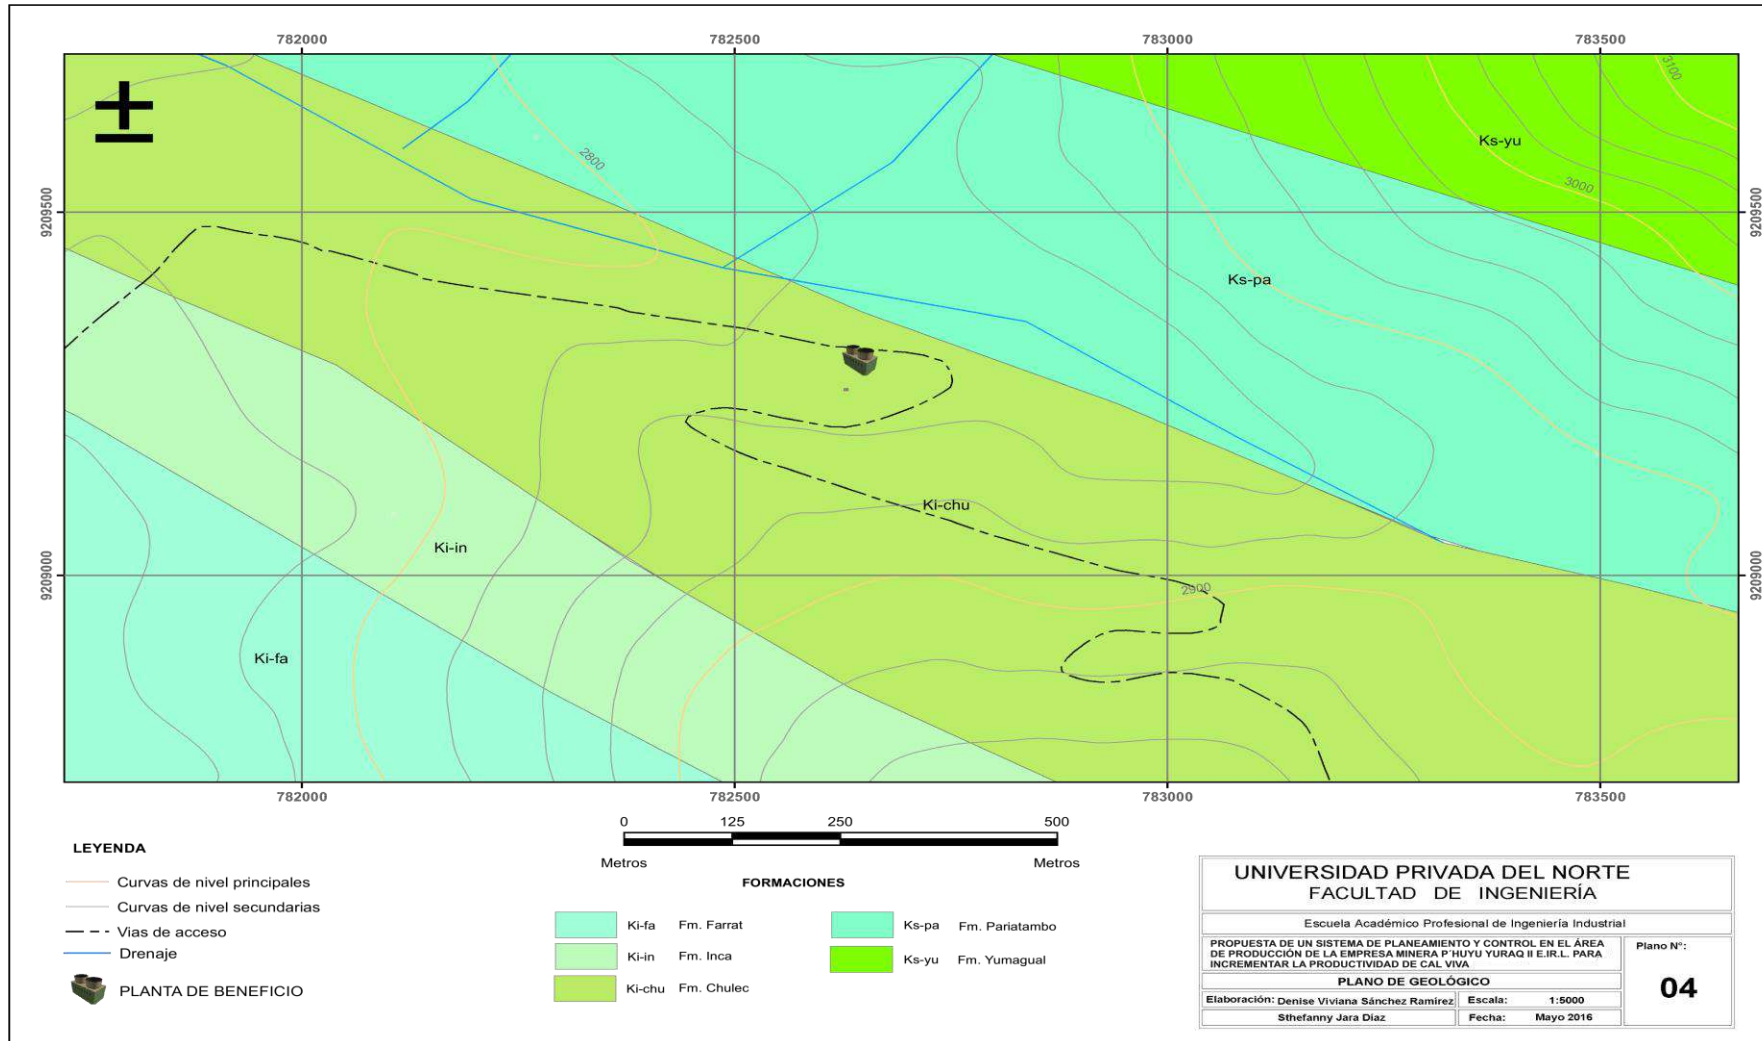 782000 782500 783000 783500
3100
Ks-yu
2800
3000
9209500 9209500
Ks-pa
Ki-chu
Ki-in
9209000 9209000
2900
Ki-fa
782000 782500 783000 783500
0 125 250 500
Metros Metros
LEYENDA
Curvas de nivel principales
Curvas de nivel secundarias
Vias de acceso
Drenaje
PLANTA DE BENEFICIO
FORMACIONES
Ki-fa Fm. Farrat
Ki-in Fm. Inca
Ki-chu Fm. Chulec
Ks-pa Fm. Pariatambo
Ks-yu Fm. Yumagual
UNIVERSIDAD PRIVADA DEL NORTE
FACULTAD DE INGENIERÍA
Escuela Académico Profesional de Ingeniería Industrial
PROPUESTA DE UN SISTEMA DE PLANEAMIENTO Y CONTROL EN EL ÁREA
DE PRODUCCIÓN DE LA EMPRESA MINERA P´HUYU YURAQ II E.IR.L. PARA
INCREMENTAR LA PRODUCTIVIDAD DE CAL VIVA
Plano N°:
04
PLANO DE GEOLÓGICO
Elaboración: Denise Viviana Sánchez Ramírez Escala: 1:5000
Sthefanny Jara Díaz Fecha: Mayo 2016